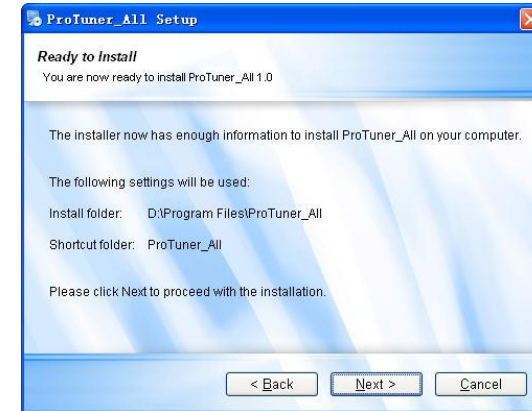 ProTuner_All Setup
Ready to Install
You are now ready to install ProTuner_All 1.0
The installer now has enough information to install ProTuner_All on your computer.
The following settings will be used:
Install folder: D:\Program Files\ProTuner_All
Shortcut folder: ProTuner_All
Please click Next to proceed with the installation.
< Back Next > Cancel